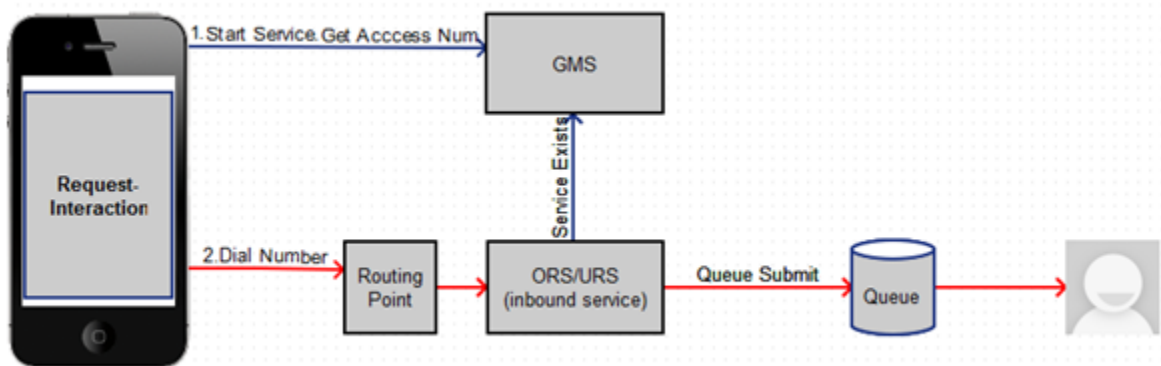 1.Start Service.Get Acccess Num
GMS
Service Exists
Request-
Interaction
2.Dial Number
Routing
Point
ORS/URS
(inbound service)
Queue Submit
Queue